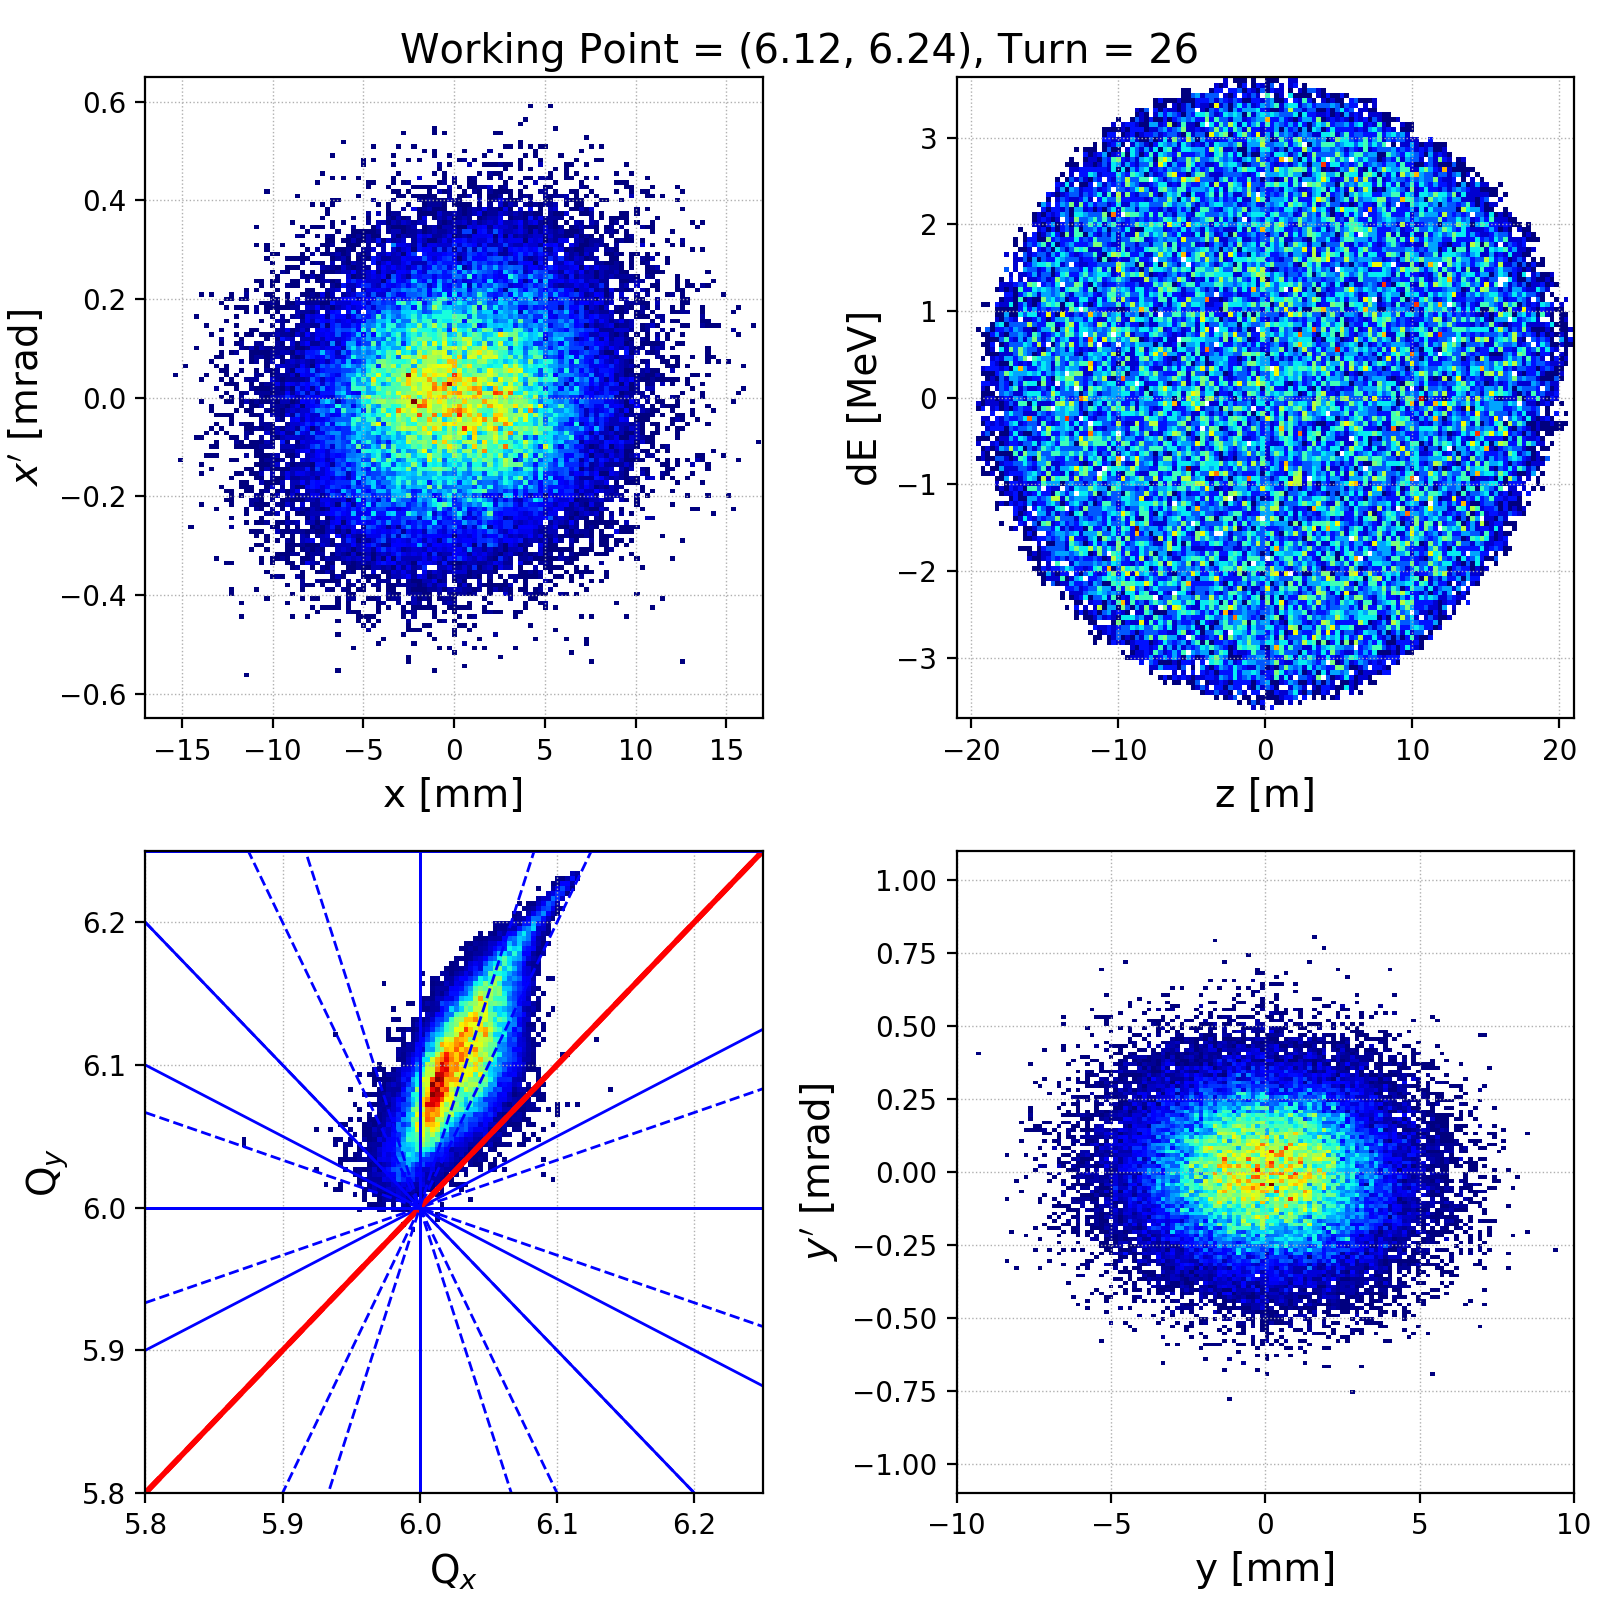 Working Point = (6.12, 6.24), Turn = 26
0.6
0.4
0.2
0.0
−0.2
−0.4
−0.6
x′ [mrad]
−15 −10 −5 0 5 10 15
x [mm]
3
2
1
0
−1
−2
−3
dE [MeV]
−20 −10 0 10 20
z [m]
6.2
6.1
6.0
5.9
5.8
Qy
5.8 5.9 6.0 6.1 6.2
Qx
1.00
0.75
0.50
0.25
0.00
−0.25
−0.50
−0.75
−1.00
y′ [mrad]
−10 −5 0 5 10
y [mm]